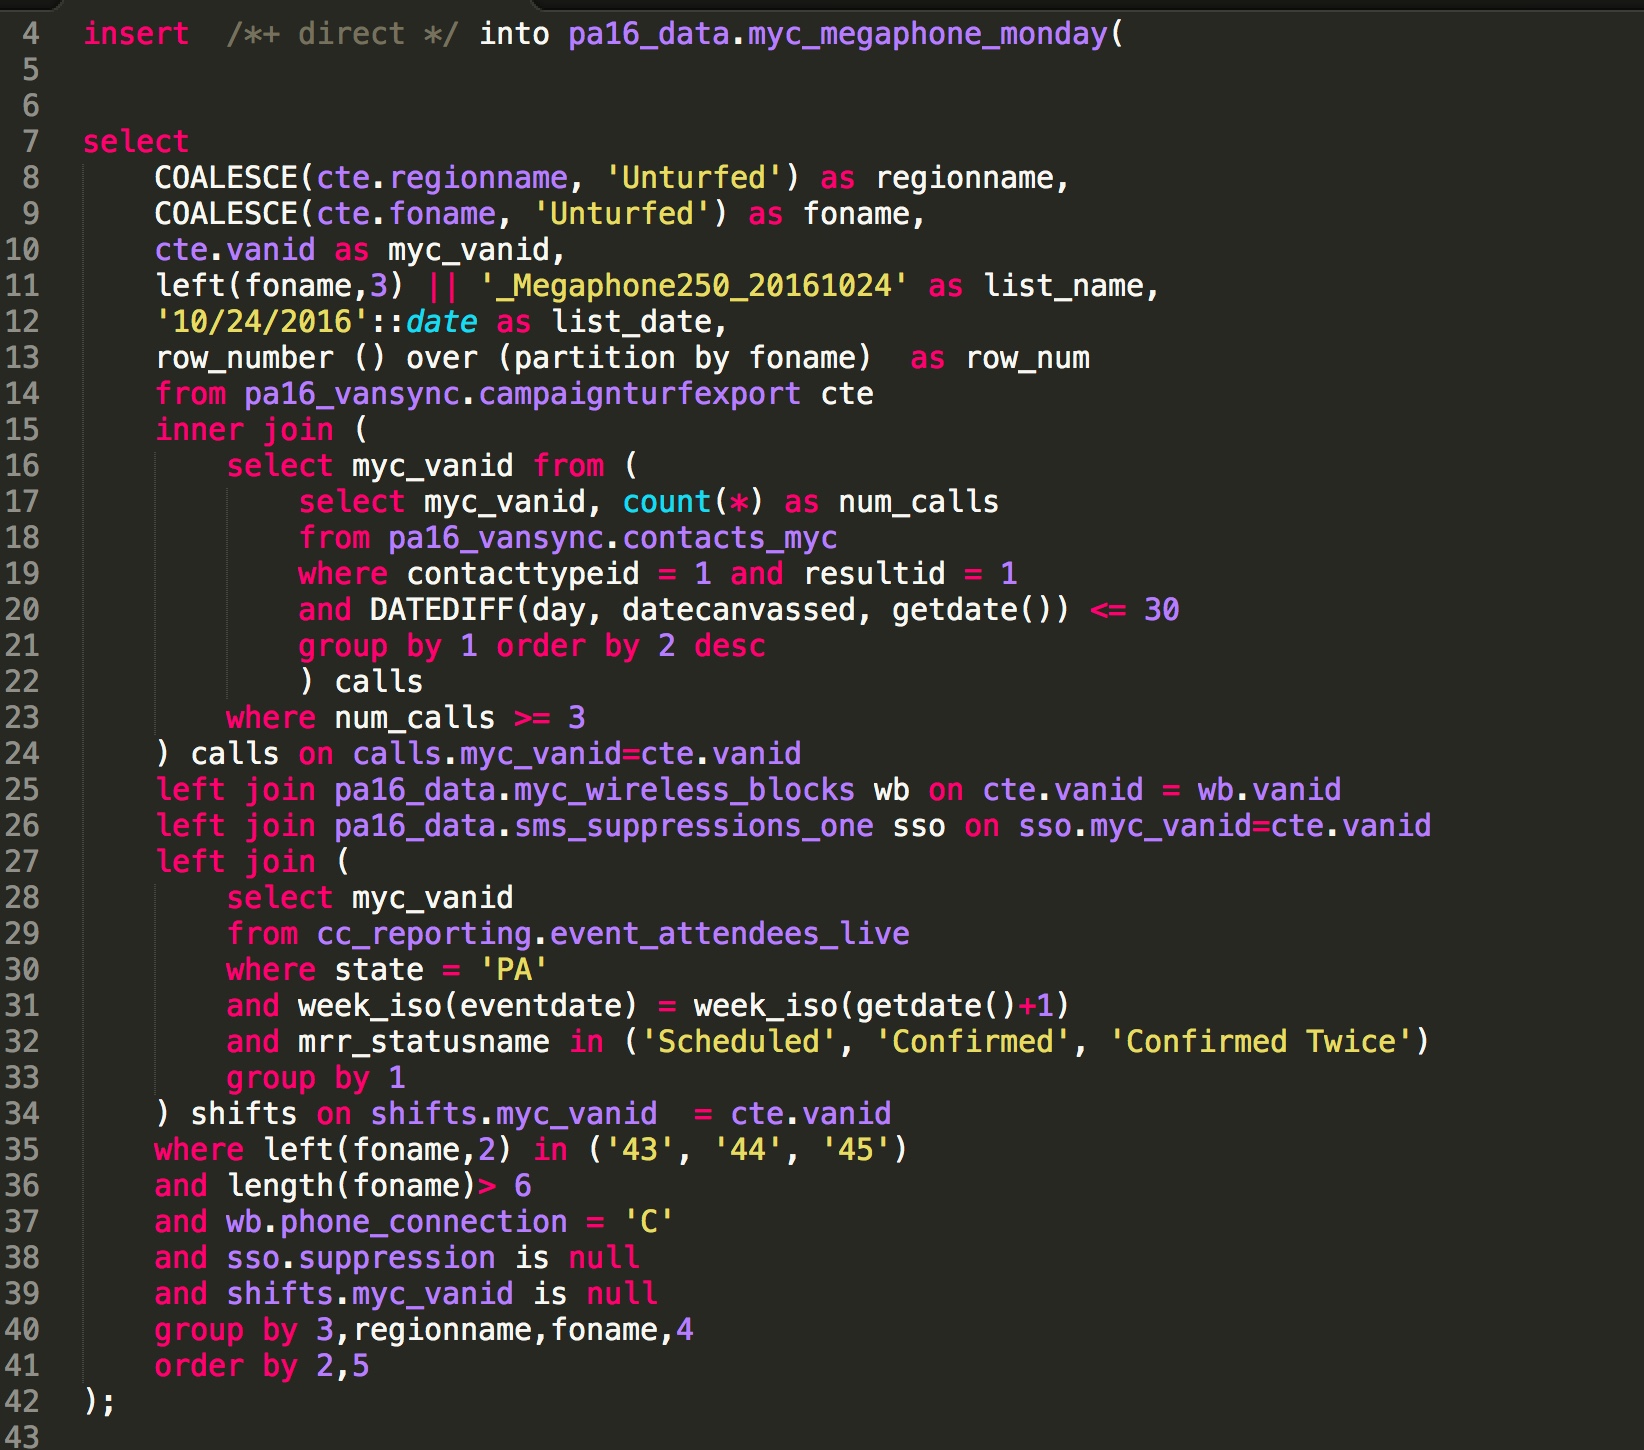 4 insert  /*+ direct */ into pa16_data.myc_megaphone_monday(
5
6
7 select
8     COALESCE(cte.regionname, 'Unturfed') as regionname,
9     COALESCE(cte.foname, 'Unturfed') as foname,
10     cte.vanid as myc_vanid,
11     left(foname,3) || '_Megaphone250_20161024' as list_name,
12     '10/24/2016'::date as list_date,
13     row_number () over (partition by foname)  as row_num
14     from pa16_vansync.campaignturfexport cte
15     inner join (
16         select myc_vanid from (
17             select myc_vanid, count(*) as num_calls
18             from pa16_vansync.contacts_myc
19             where contacttypeid = 1 and resultid = 1
20             and DATEDIFF(day, datecanvassed, getdate()) <= 30
21             group by 1 order by 2 desc
22             ) calls
23         where num_calls >= 3
24     ) calls on calls.myc_vanid=cte.vanid
25     left join pa16_data.myc_wireless_blocks wb on cte.vanid = wb.vanid
26     left join pa16_data.sms_suppressions_one sso on sso.myc_vanid=cte.vanid
27     left join (
28         select myc_vanid
29         from cc_reporting.event_attendees_live
30         where state = 'PA'
31         and week_iso(eventdate) = week_iso(getdate()+1)
32         and mrr_statusname in ('Scheduled', 'Confirmed', 'Confirmed Twice')
33         group by 1
34     ) shifts on shifts.myc_vanid  = cte.vanid
35     where left(foname,2) in ('43', '44', '45')
36     and length(foname)> 6
37     and wb.phone_connection = 'C'
38     and sso.suppression is null
39     and shifts.myc_vanid is null
40     group by 3,regionname,foname,4
41     order by 2,5
42 );
43